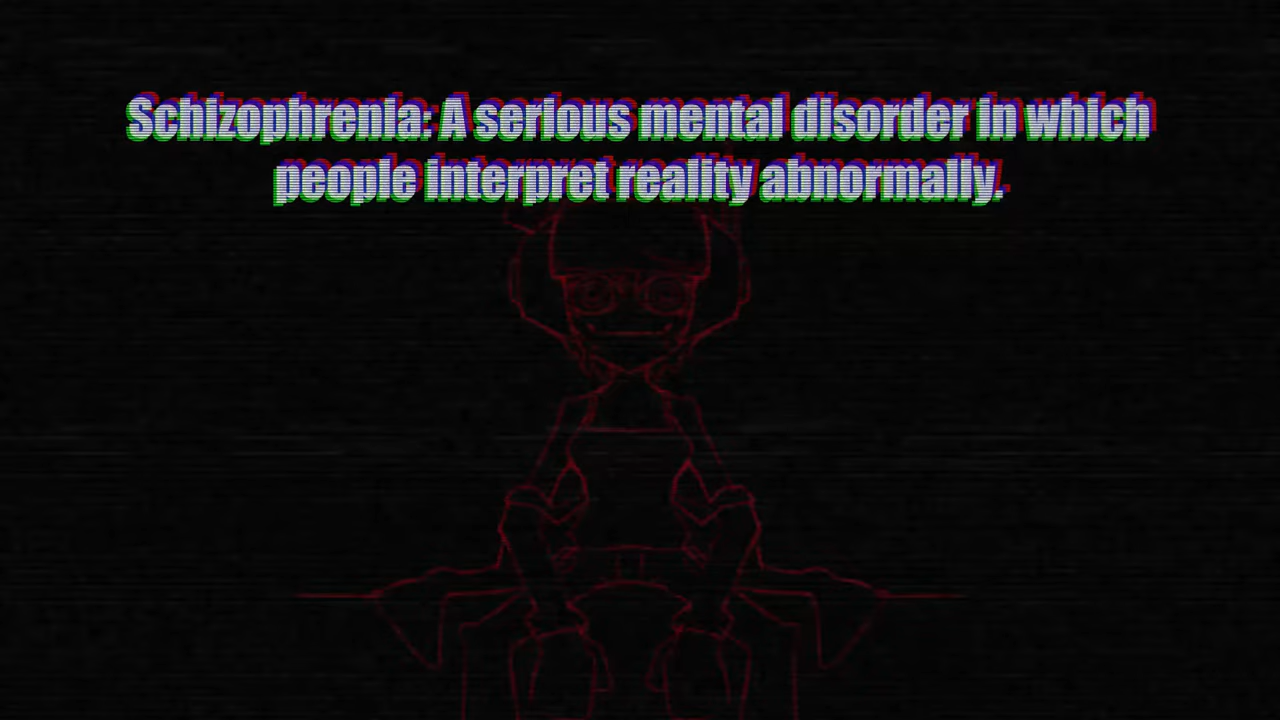 Schizophrenia: A serious mental disorder in which
people interpret reality abnormally.